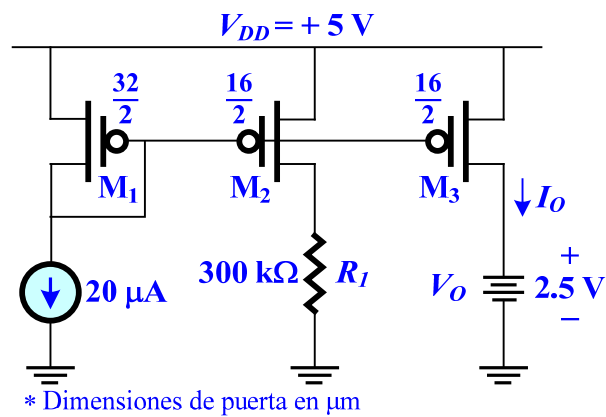 V_DD = + 5 V
32/2
16/2
16/2
M₁
M₂
M₃
I_O
20 μA
300 kΩ
R₁
V_O
+
2.5 V
−
* Dimensiones de puerta en μm